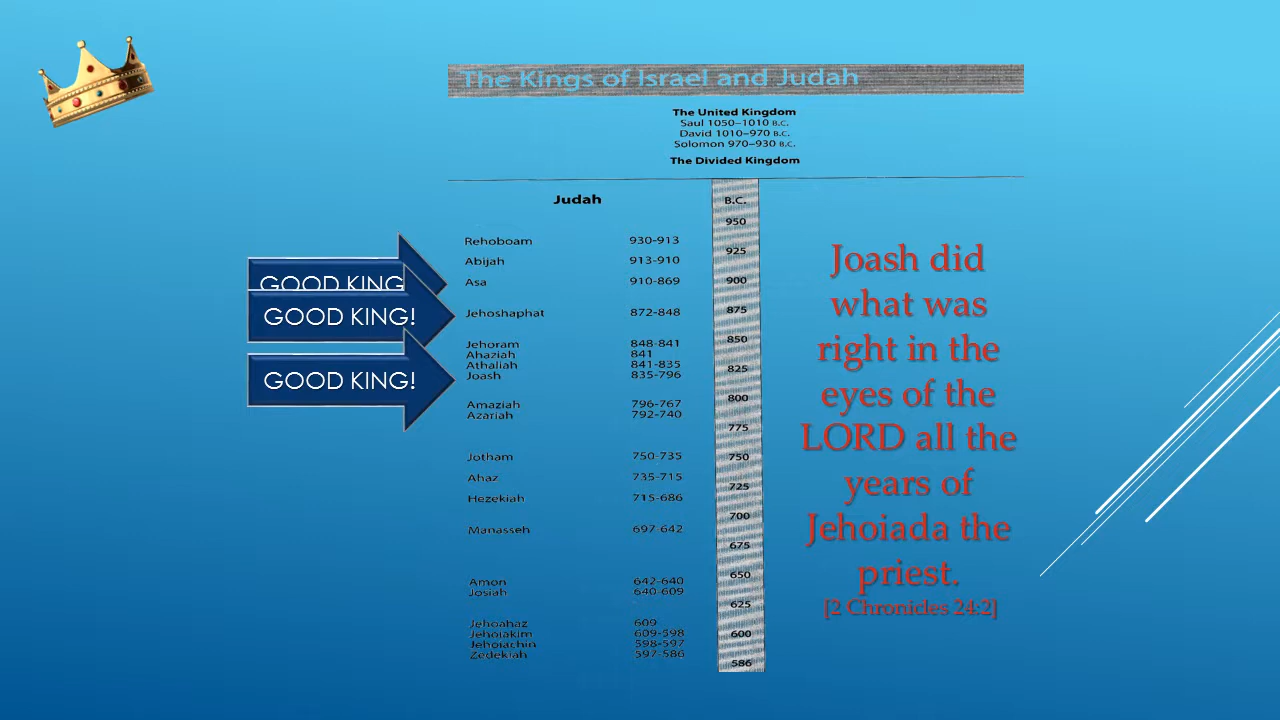 The Kings of Israel and Judah
The United Kingdom
Saul 1050–1010 B.C.
David 1010–970 B.C.
Solomon 970–930 B.C.
The Divided Kingdom
Judah
B.C.
950
Rehoboam 930-913
925
Abijah 913-910
Asa 910-869
900
GOOD KING
Jehoshaphat 872-848
875
GOOD KING!
850
Jehoram 848-841
Ahaziah 841
Athaliah 841-835
825
Joash 835-796
GOOD KING!
800
Amaziah 796-767
Azariah 792-740
775
Jotham 750-735
750
Ahaz 735-715
725
Hezekiah 715-686
700
Manasseh 697-642
675
650
Amon 642-640
Josiah 640-609
625
Jehoahaz 609
Jehoiakim 609-598
600
Jehoiachin 598-597
Zedekiah 597-586
586
Joash did
what was
right in the
eyes of the
LORD all the
years of
Jehoiada the
priest.
[2 Chronicles 24:2]